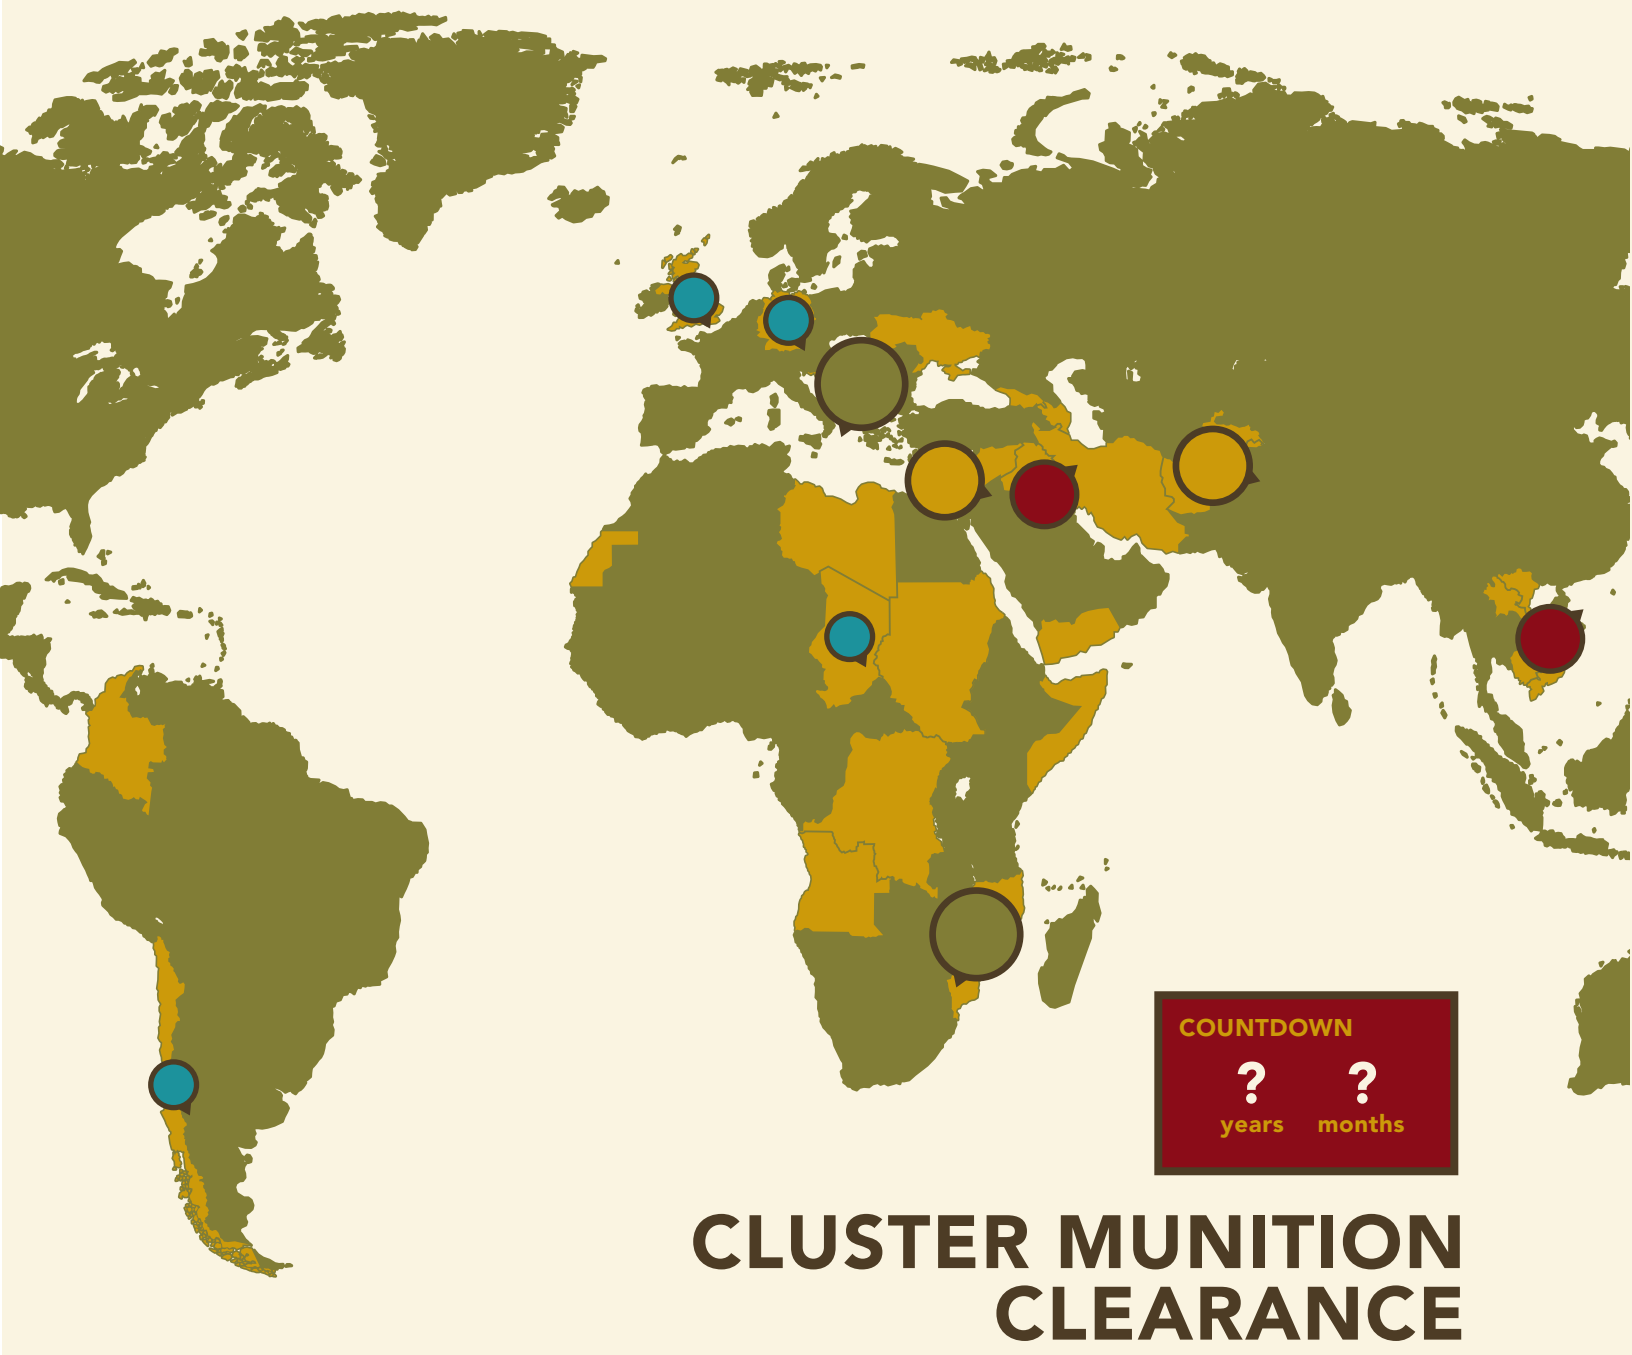 COUNTDOWN
? ?
years months
CLUSTER MUNITION
CLEARANCE